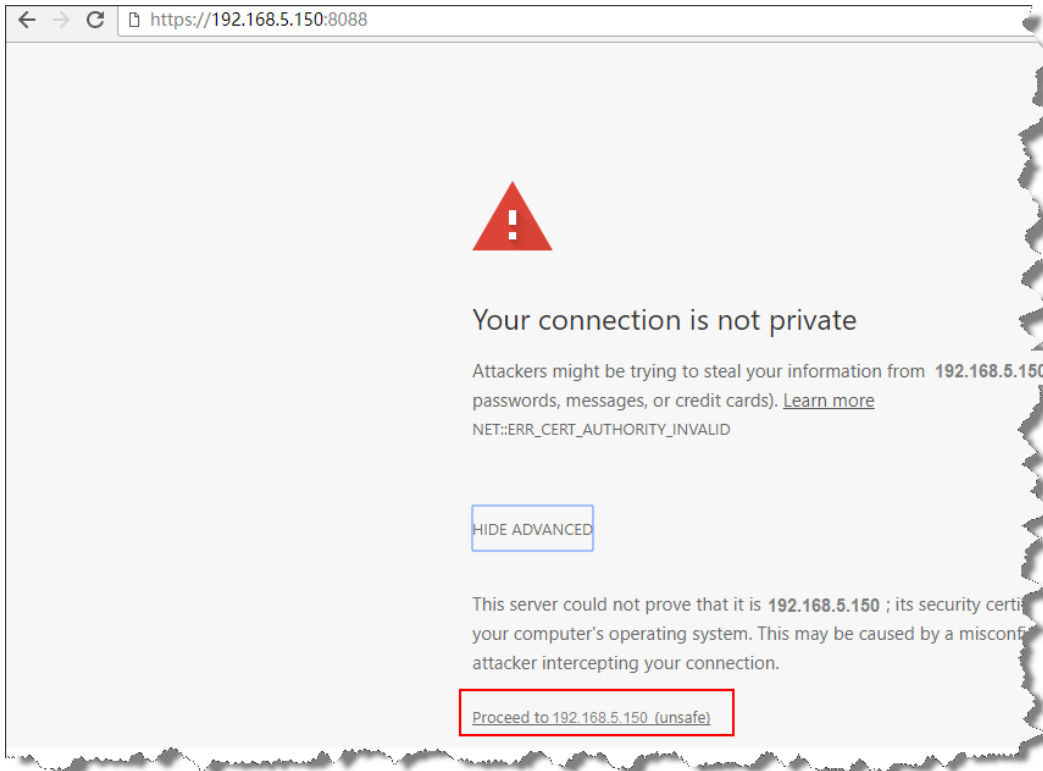 https://192.168.5.150:8088
Your connection is not private
Attackers might be trying to steal your information from 192.168.5.150
passwords, messages, or credit cards). Learn more
NET::ERR_CERT_AUTHORITY_INVALID
HIDE ADVANCED
This server could not prove that it is 192.168.5.150 ; its security certi
your computer's operating system. This may be caused by a misconf
attacker intercepting your connection.
Proceed to 192.168.5.150 (unsafe)